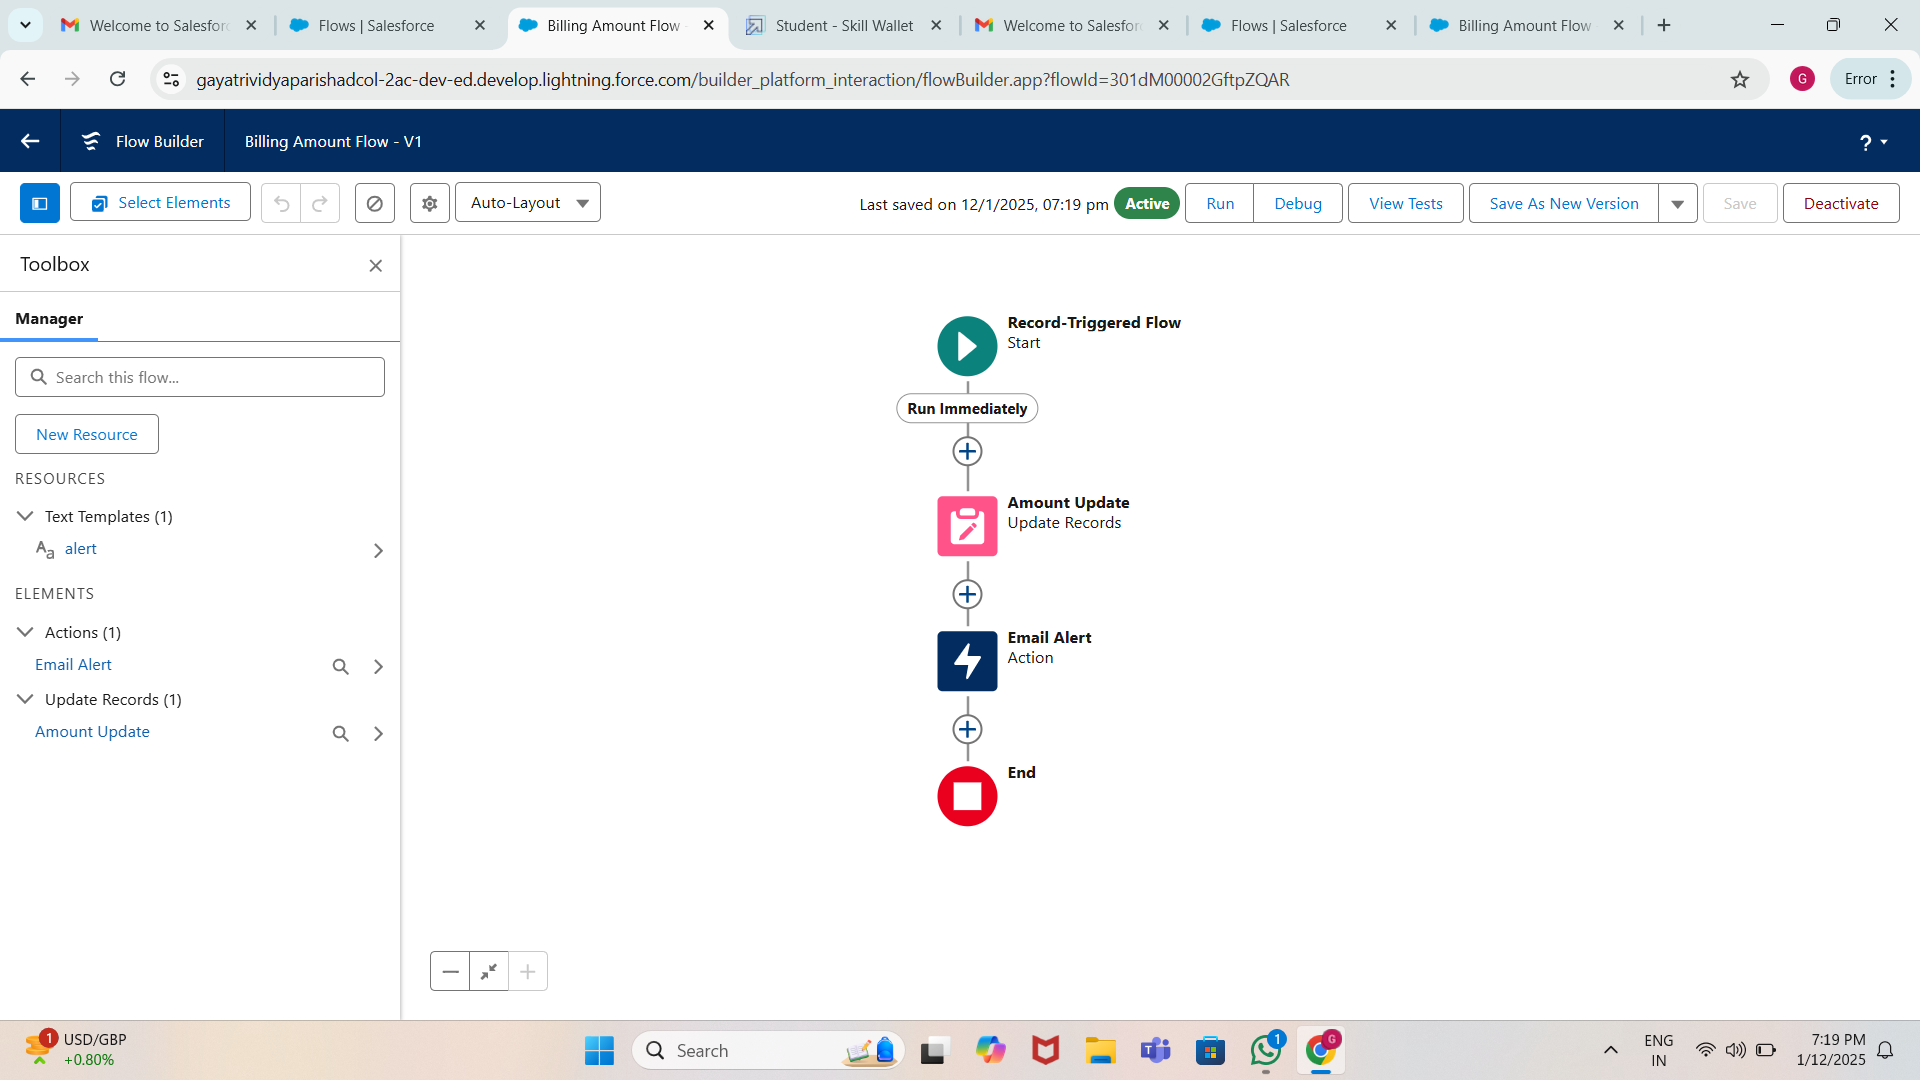 Welcome to Salesforc
Flows | Salesforce
Billing Amount Flow -
Student - Skill Wallet
Welcome to Salesforc
Flows | Salesforce
Billing Amount Flow
gayatrividyaparishadcol-2ac-dev-ed.develop.lightning.force.com/builder_platform_interaction/flowBuilder.app?flowId=301dM00002GftpZQAR
G
Error
Flow Builder
Billing Amount Flow - V1
?
Select Elements
Auto-Layout
Last saved on 12/1/2025, 07:19 pm
Active
Run
Debug
View Tests
Save As New Version
Save
Deactivate
Toolbox
Manager
Search this flow...
New Resource
RESOURCES
Text Templates (1)
Aa alert
ELEMENTS
Actions (1)
Email Alert
Update Records (1)
Amount Update
Record-Triggered Flow
Start
Run Immediately
Amount Update
Update Records
Email Alert
Action
End
1
USD/GBP
+0.80%
Search
1
G
ENG
IN
7:19 PM
1/12/2025